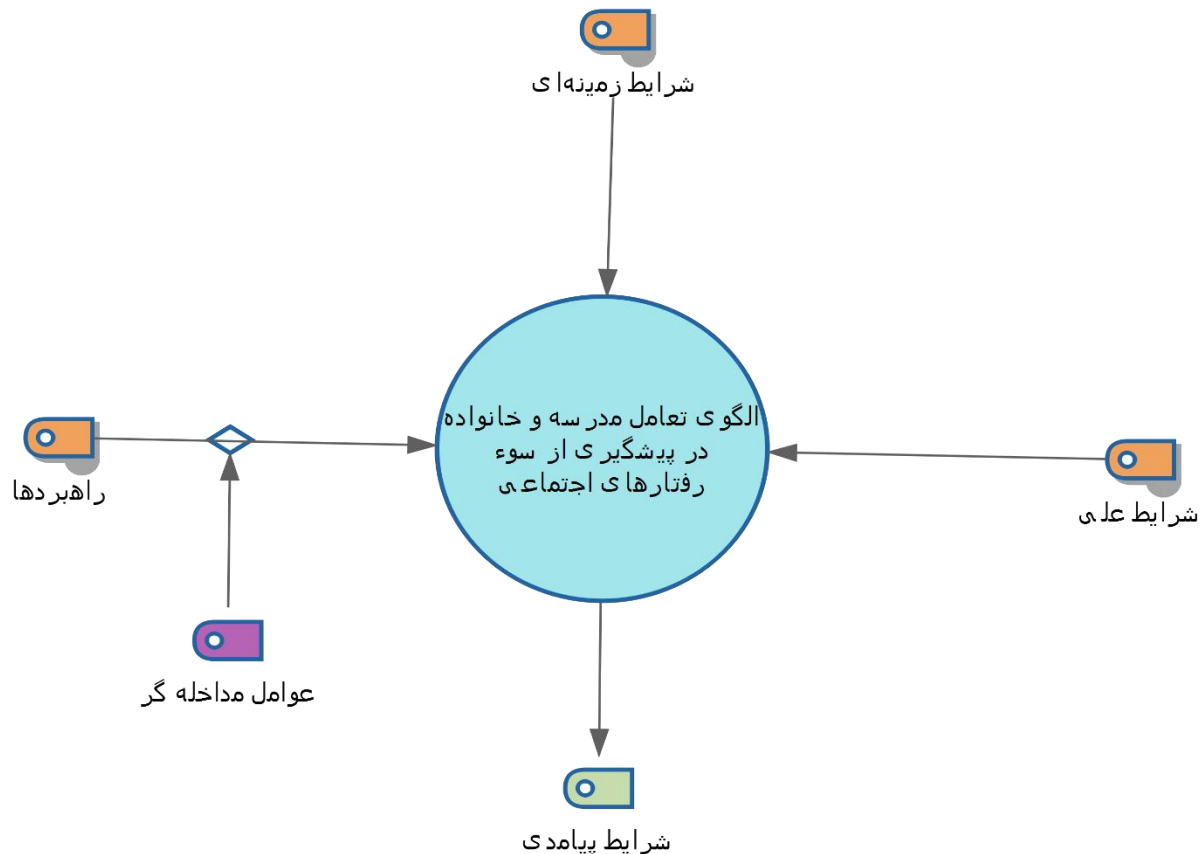 شرایط زمینه‌ای
الگوی تعامل مدرسه و خانواده
در پیشگیری از سوء
رفتارهای اجتماعی
شرایط علی
راهبردها
عوامل مداخله گر
شرایط پیامدی